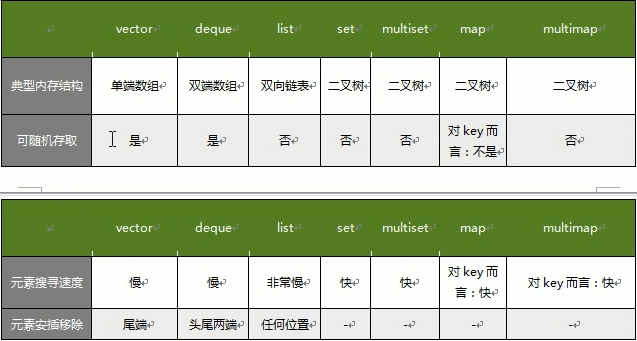 vector deque list set multiset map multimap
典型内存结构 单端数组 双端数组 双向链表 二叉树 二叉树 二叉树 二叉树
可随机存取 是 是 否 否 否 对 key 而言：不是 否
vector deque list set multiset map multimap
元素搜寻速度 慢 慢 非常慢 快 快 对 key 而言：快 对 key 而言：快
元素安插移除 尾端 头尾两端 任何位置 - - - -